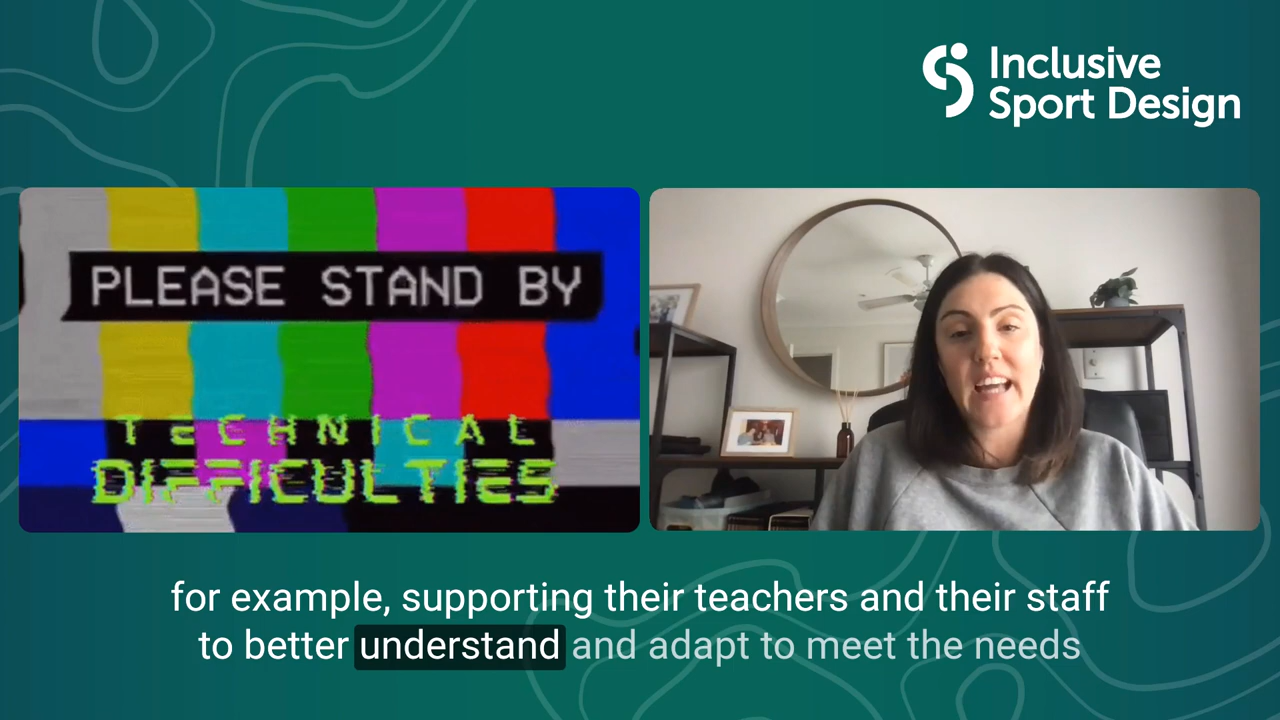 Inclusive
Sport Design
PLEASE STAND BY
TECHNICAL
DIFFICULTIES
for example, supporting their teachers and their staff
to better understand and adapt to meet the needs